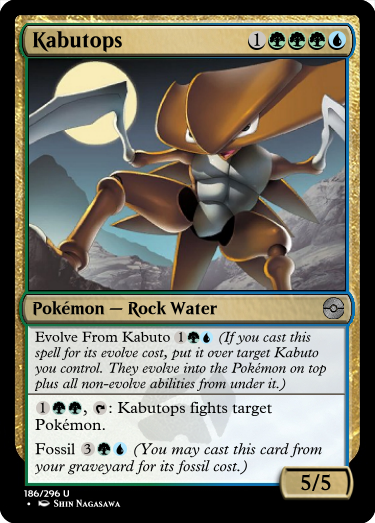 Kabutops 1
Pokémon — Rock Water
Evolve From Kabuto 1 (If you cast this
spell for its evolve cost, put it over target Kabuto
you control. They evolve into the Pokémon on top
plus all non-evolve abilities from under it.)
1, : Kabutops fights target
Pokémon.
Fossil 3 (You may cast this card from
your graveyard for its fossil cost.)
5/5
186/296 U
• Shin Nagasawa